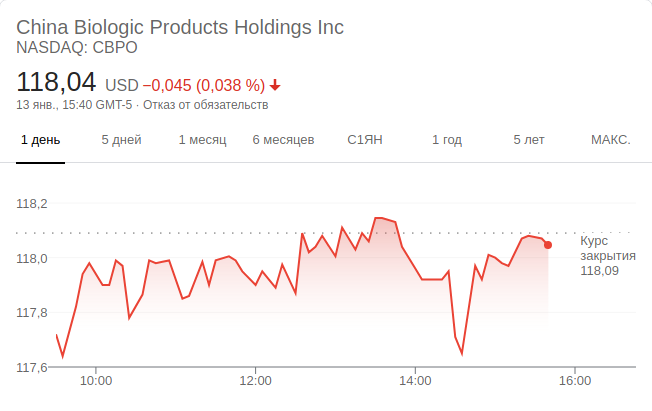 China Biologic Products Holdings Inc
NASDAQ: CBPO
118,04 USD −0,045 (0,038 %)
13 янв., 15:40 GMT-5 · Отказ от обязательств
1 день 5 дней 1 месяц 6 месяцев С1ЯН 1 год 5 лет МАКС.
118,2
Курс
118,0 закрытия
118,09
117,8
117,6
10:00 12:00 14:00 16:00